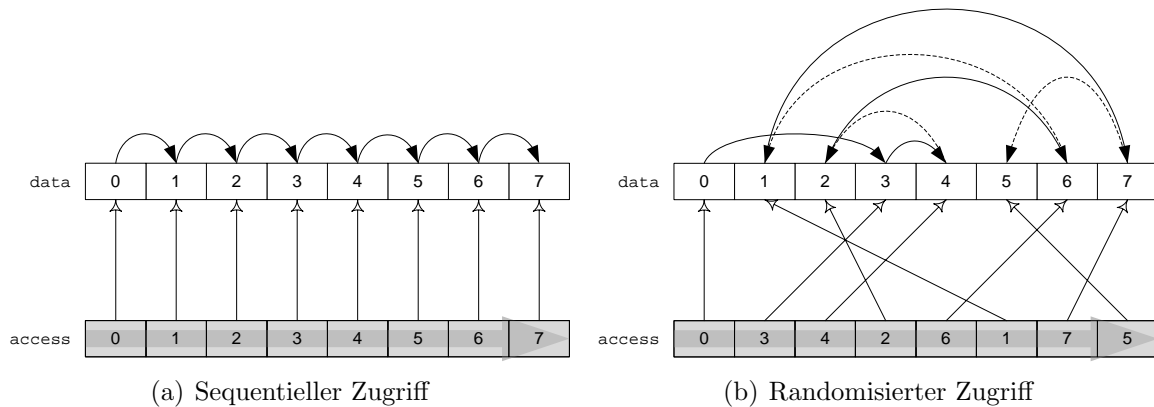 data 0 1 2 3 4 5 6 7
access 0 1 2 3 4 5 6 7
(a) Sequentieller Zugriff
data 0 1 2 3 4 5 6 7
access 0 3 4 2 6 1 7 5
(b) Randomisierter Zugriff